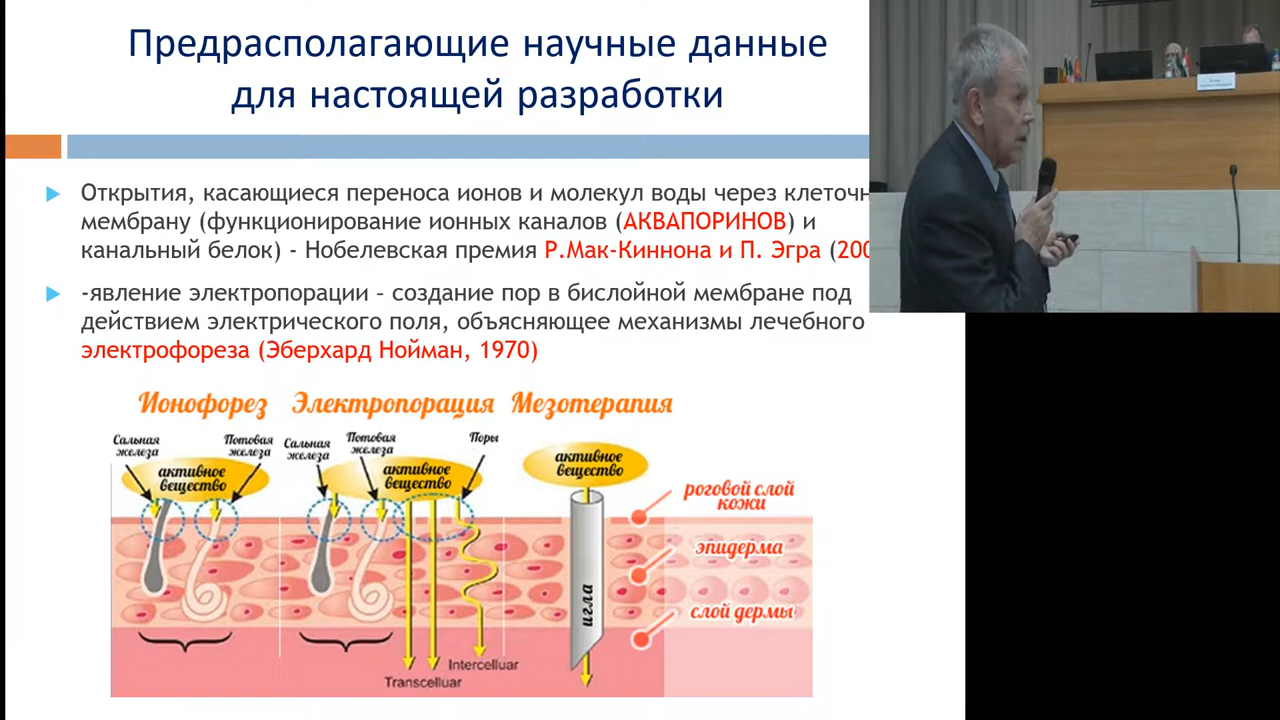 Предрасполагающие научные данные
для настоящей разработки
Открытия, касающиеся переноса ионов и молекул воды через
мембрану (функционирование ионных каналов (АКВАПОРИНОВ) и
канальный белок) - Нобелевская премия Р.Мак-Киннона и П. Эгра
-явление электропорации – создание пор в бислойной мембране под
действием электрического поля, объясняющее механизмы лечебного
электрофореза (Эберхард Нойман, 1970)
Ионофорез
Электропорация
Мезотерапия
Сальная
железа
Потовая
железа
активное
вещество
Сальная
железа
Потовая
железа
Поры
активное
вещество
активное
вещество
игла
роговой слой
кожи
эпидерма
слой дермы
Intercelluar
Transcelluar